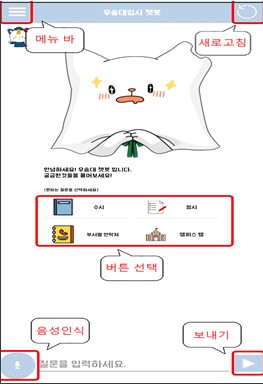 우송대입시 챗봇
메뉴 바
새로고침
안녕하세요! 우송대 챗봇 입니다.
궁금한것들을 물어보세요!
(원하는 질문을 선택하세요)
수시
정시
부서별 연락처
캠퍼스 맵
버튼 선택
음성인식
보내기
질문을 입력하세요.